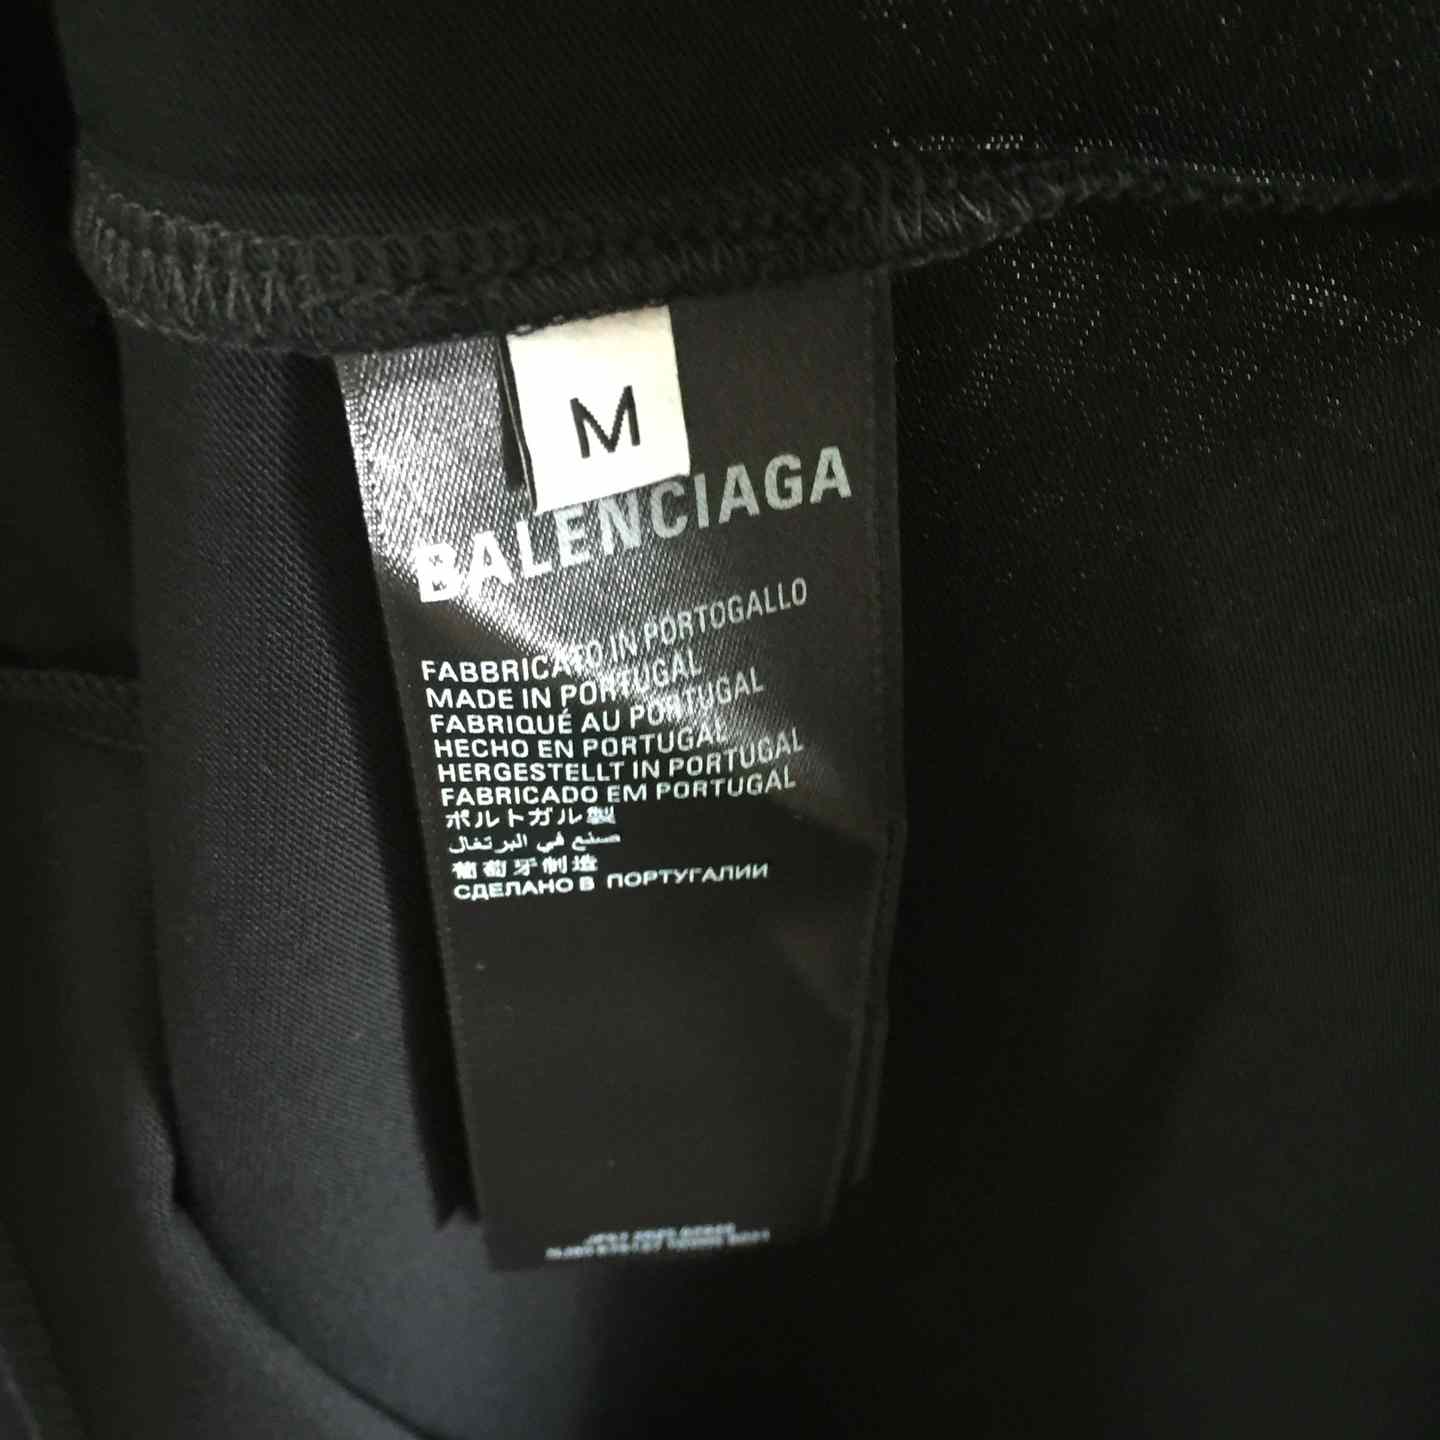 M
BALENCIAGA
FABBRICATO IN PORTOGALLO
MADE IN PORTUGAL
FABRIQUÉ AU PORTUGAL
HECHO EN PORTUGAL
HERGESTELLT IN PORTUGAL
FABRICADO EM PORTUGAL
ポルトガル製
صنع في البرتغال
葡萄牙制造
СДЕЛАНО В ПОРТУГАЛИИ